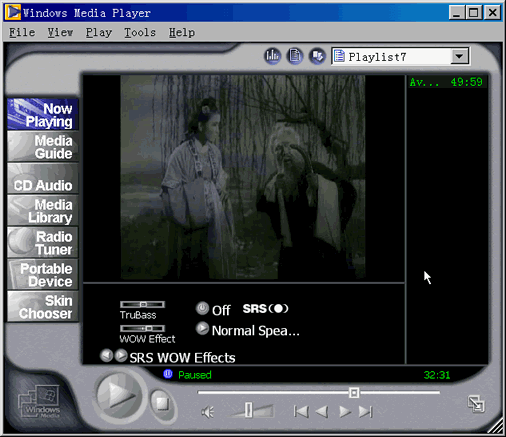 Windows Media Player
File View Play Tools Help
Playlist7
Now Playing
Av... 49:59
Media Guide
CD Audio
Media Library
Radio Tuner
Portable Device
Skin Chooser
TruBass
Off SRS
WOW Effect
Normal Spea...
SRS WOW Effects
Paused 32:31
Windows Media